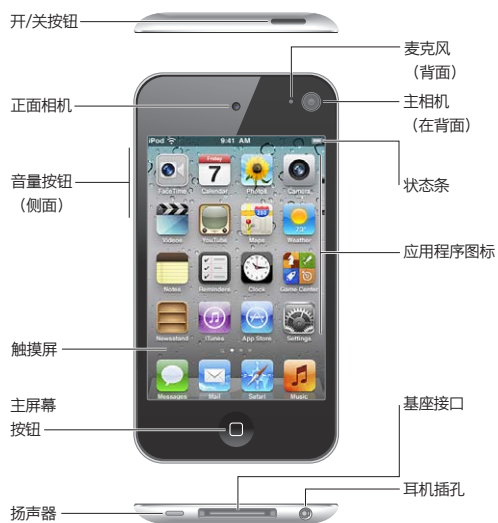 开/关按钮
麦克风
（背面）
正面相机
主相机
（在背面）
iPod 9:41 AM
音量按钮
（侧面）
状态条
Friday
7
FaceTime Calendar Photos Camera
280
73°
Videos YouTube Maps Weather
应用程序图标
Notes Reminders Clock Game Center
Newsstand iTunes App Store Settings
触摸屏
Messages Mail Safari Music
主屏幕
按钮
基座接口
耳机插孔
扬声器